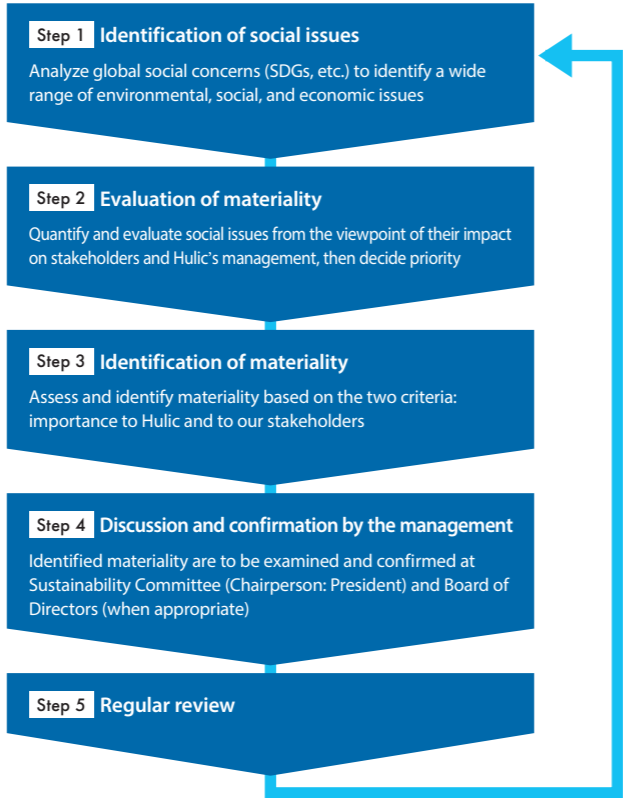 Step 1 Identification of social issues
Analyze global social concerns (SDGs, etc.) to identify a wide
range of environmental, social, and economic issues
Step 2 Evaluation of materiality
Quantify and evaluate social issues from the viewpoint of their impact
on stakeholders and Hulic's management, then decide priority
Step 3 Identification of materiality
Assess and identify materiality based on the two criteria:
importance to Hulic and to our stakeholders
Step 4 Discussion and confirmation by the management
Identified materiality are to be examined and confirmed at
Sustainability Committee (Chairperson: President) and Board of
Directors (when appropriate)
Step 5 Regular review